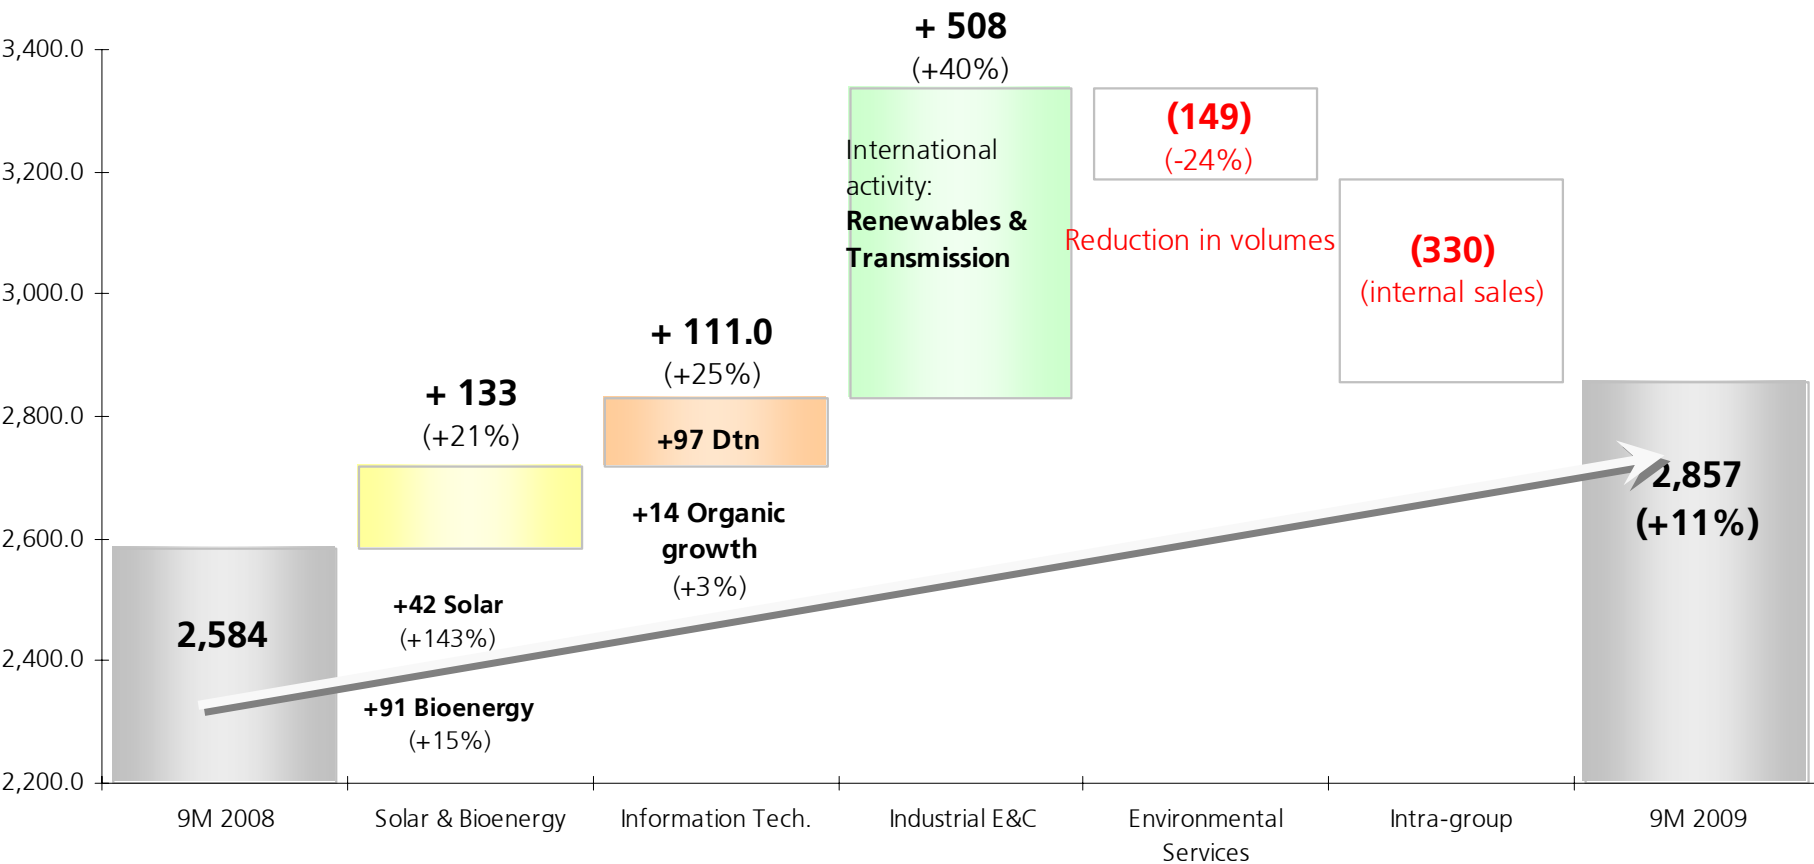 + 508
(+40%)
3,400.0
3,200.0
3,000.0
2,800.0
2,600.0
2,400.0
2,200.0
2,584
+ 133
(+21%)
+42 Solar
(+143%)
+91 Bioenergy
(+15%)
+ 111.0
(+25%)
+97 Dtn
+14 Organic
growth
(+3%)
International
activity:
Renewables &
Transmission
(149)
(-24%)
Reduction in volumes
(330)
(internal sales)
2,857
(+11%)
9M 2008
Solar & Bioenergy
Information Tech.
Industrial E&C
Environmental
Services
Intra-group
9M 2009